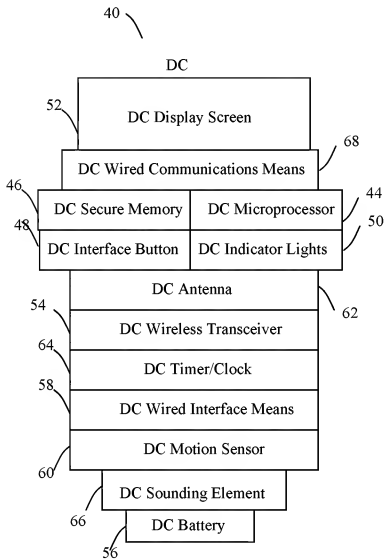 40
DC
52
DC Display Screen
DC Wired Communications Means
68
46
DC Secure Memory
DC Microprocessor
44
48
DC Interface Button
DC Indicator Lights
50
DC Antenna
62
54
DC Wireless Transceiver
64
DC Timer/Clock
58
DC Wired Interface Means
DC Motion Sensor
60
DC Sounding Element
66
DC Battery
56